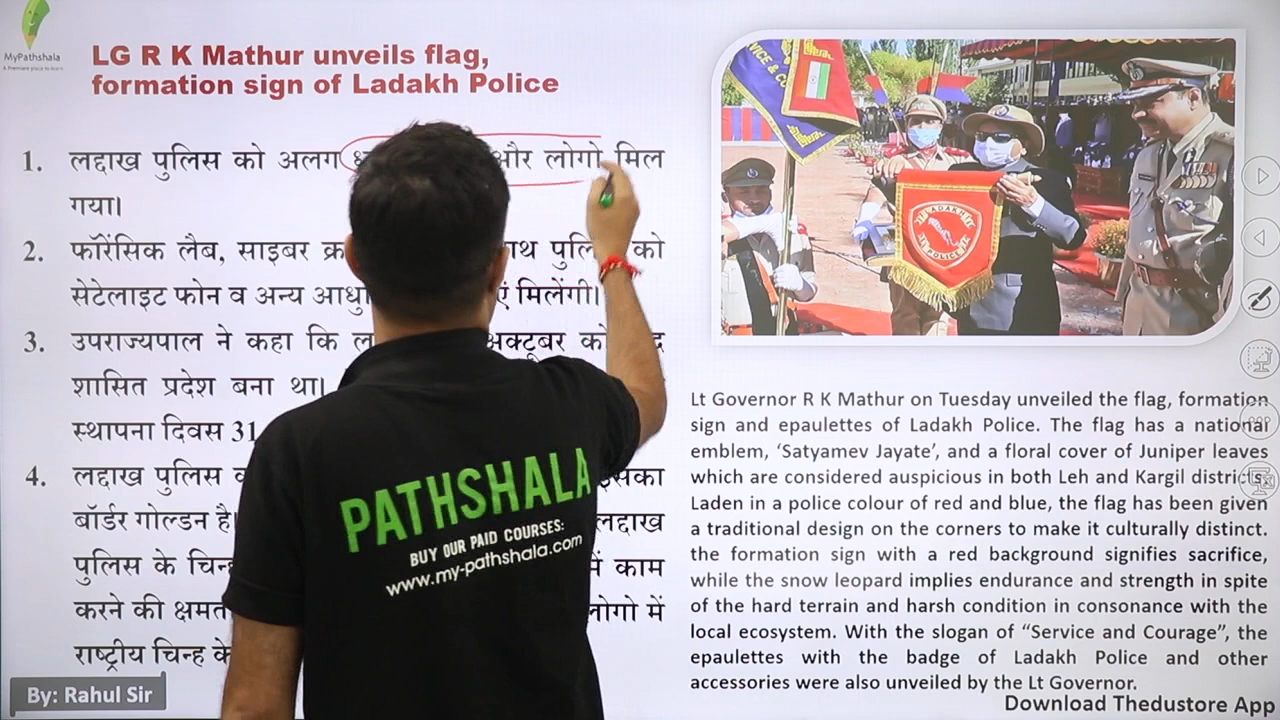 MyPathshala
LG R K Mathur unveils flag,
formation sign of Ladakh Police
1. लद्दाख पुलिस को अलग और लोगो मिल
गया।
2. फॉरेंसिक लैब, साइबर को
सेटेलाइट फोन व अन्य मिलेंगी।
3. उपराज्यपाल ने कहा कि अक्टूबर को
शासित प्रदेश बना था।
स्थापना दिवस 31
4. लद्दाख पुलिस
बॉर्डर गोल्डन है। लद्दाख
पुलिस के काम
करने की लोगो में
राष्ट्रीय चिन्ह के
PATHSHALA
BUY OUR PAID COURSES:
www.my-pathshala.com
By: Rahul Sir
LADAKH
POLICE
Lt Governor R K Mathur on Tuesday unveiled the flag, formation
sign and epaulettes of Ladakh Police. The flag has a national
emblem, ‘Satyamev Jayate’, and a floral cover of Juniper leaves
which are considered auspicious in both Leh and Kargil districts.
Laden in a police colour of red and blue, the flag has been given
a traditional design on the corners to make it culturally distinct.
the formation sign with a red background signifies sacrifice,
while the snow leopard implies endurance and strength in spite
of the hard terrain and harsh condition in consonance with the
local ecosystem. With the slogan of “Service and Courage”, the
epaulettes with the badge of Ladakh Police and other
accessories were also unveiled by the Lt Governor.
Download Thedustore App